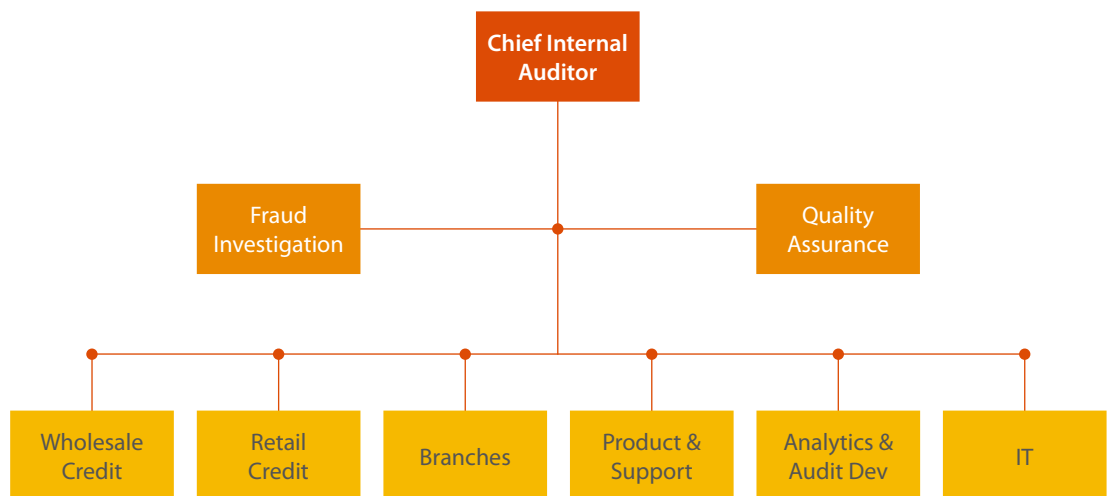 Chief Internal
Auditor
Fraud
Investigation
Quality
Assurance
Wholesale
Credit
Retail
Credit
Branches
Product &
Support
Analytics &
Audit Dev
IT